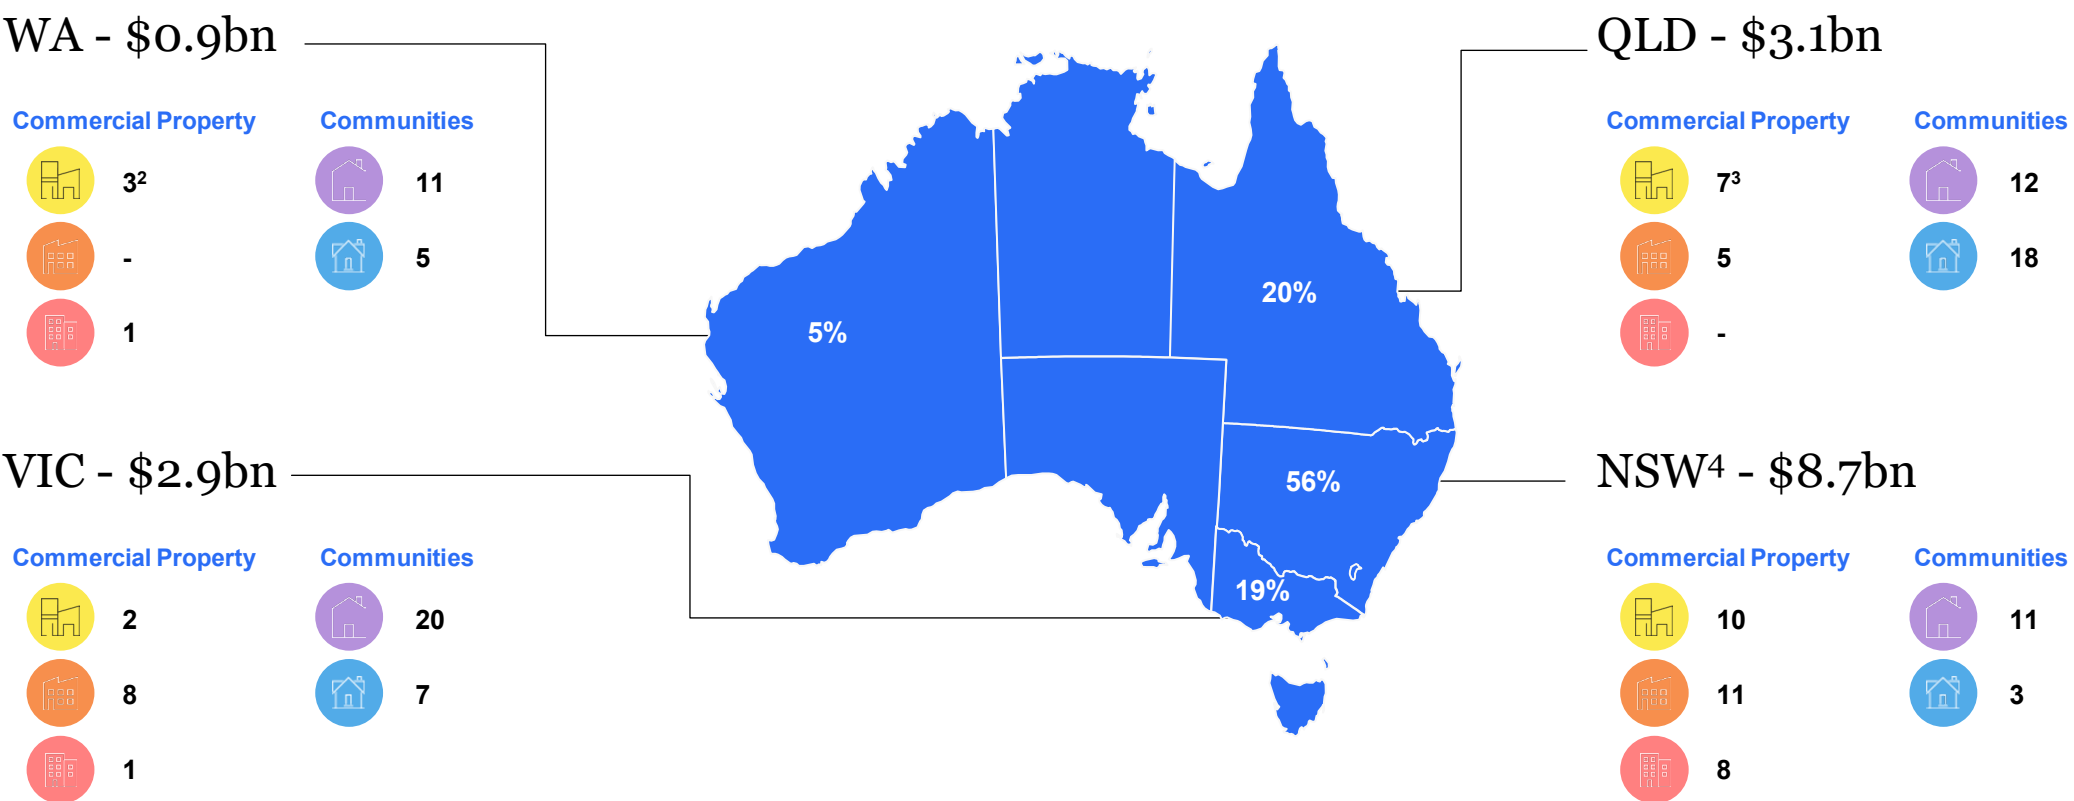 WA - $0.9bn
Commercial Property Communities
3² 11
- 5
1
QLD - $3.1bn
Commercial Property Communities
7³ 12
5 18
-
5%
20%
56%
19%
VIC - $2.9bn
Commercial Property Communities
2 20
8 7
1
NSW⁴ - $8.7bn
Commercial Property Communities
10 11
11 3
8